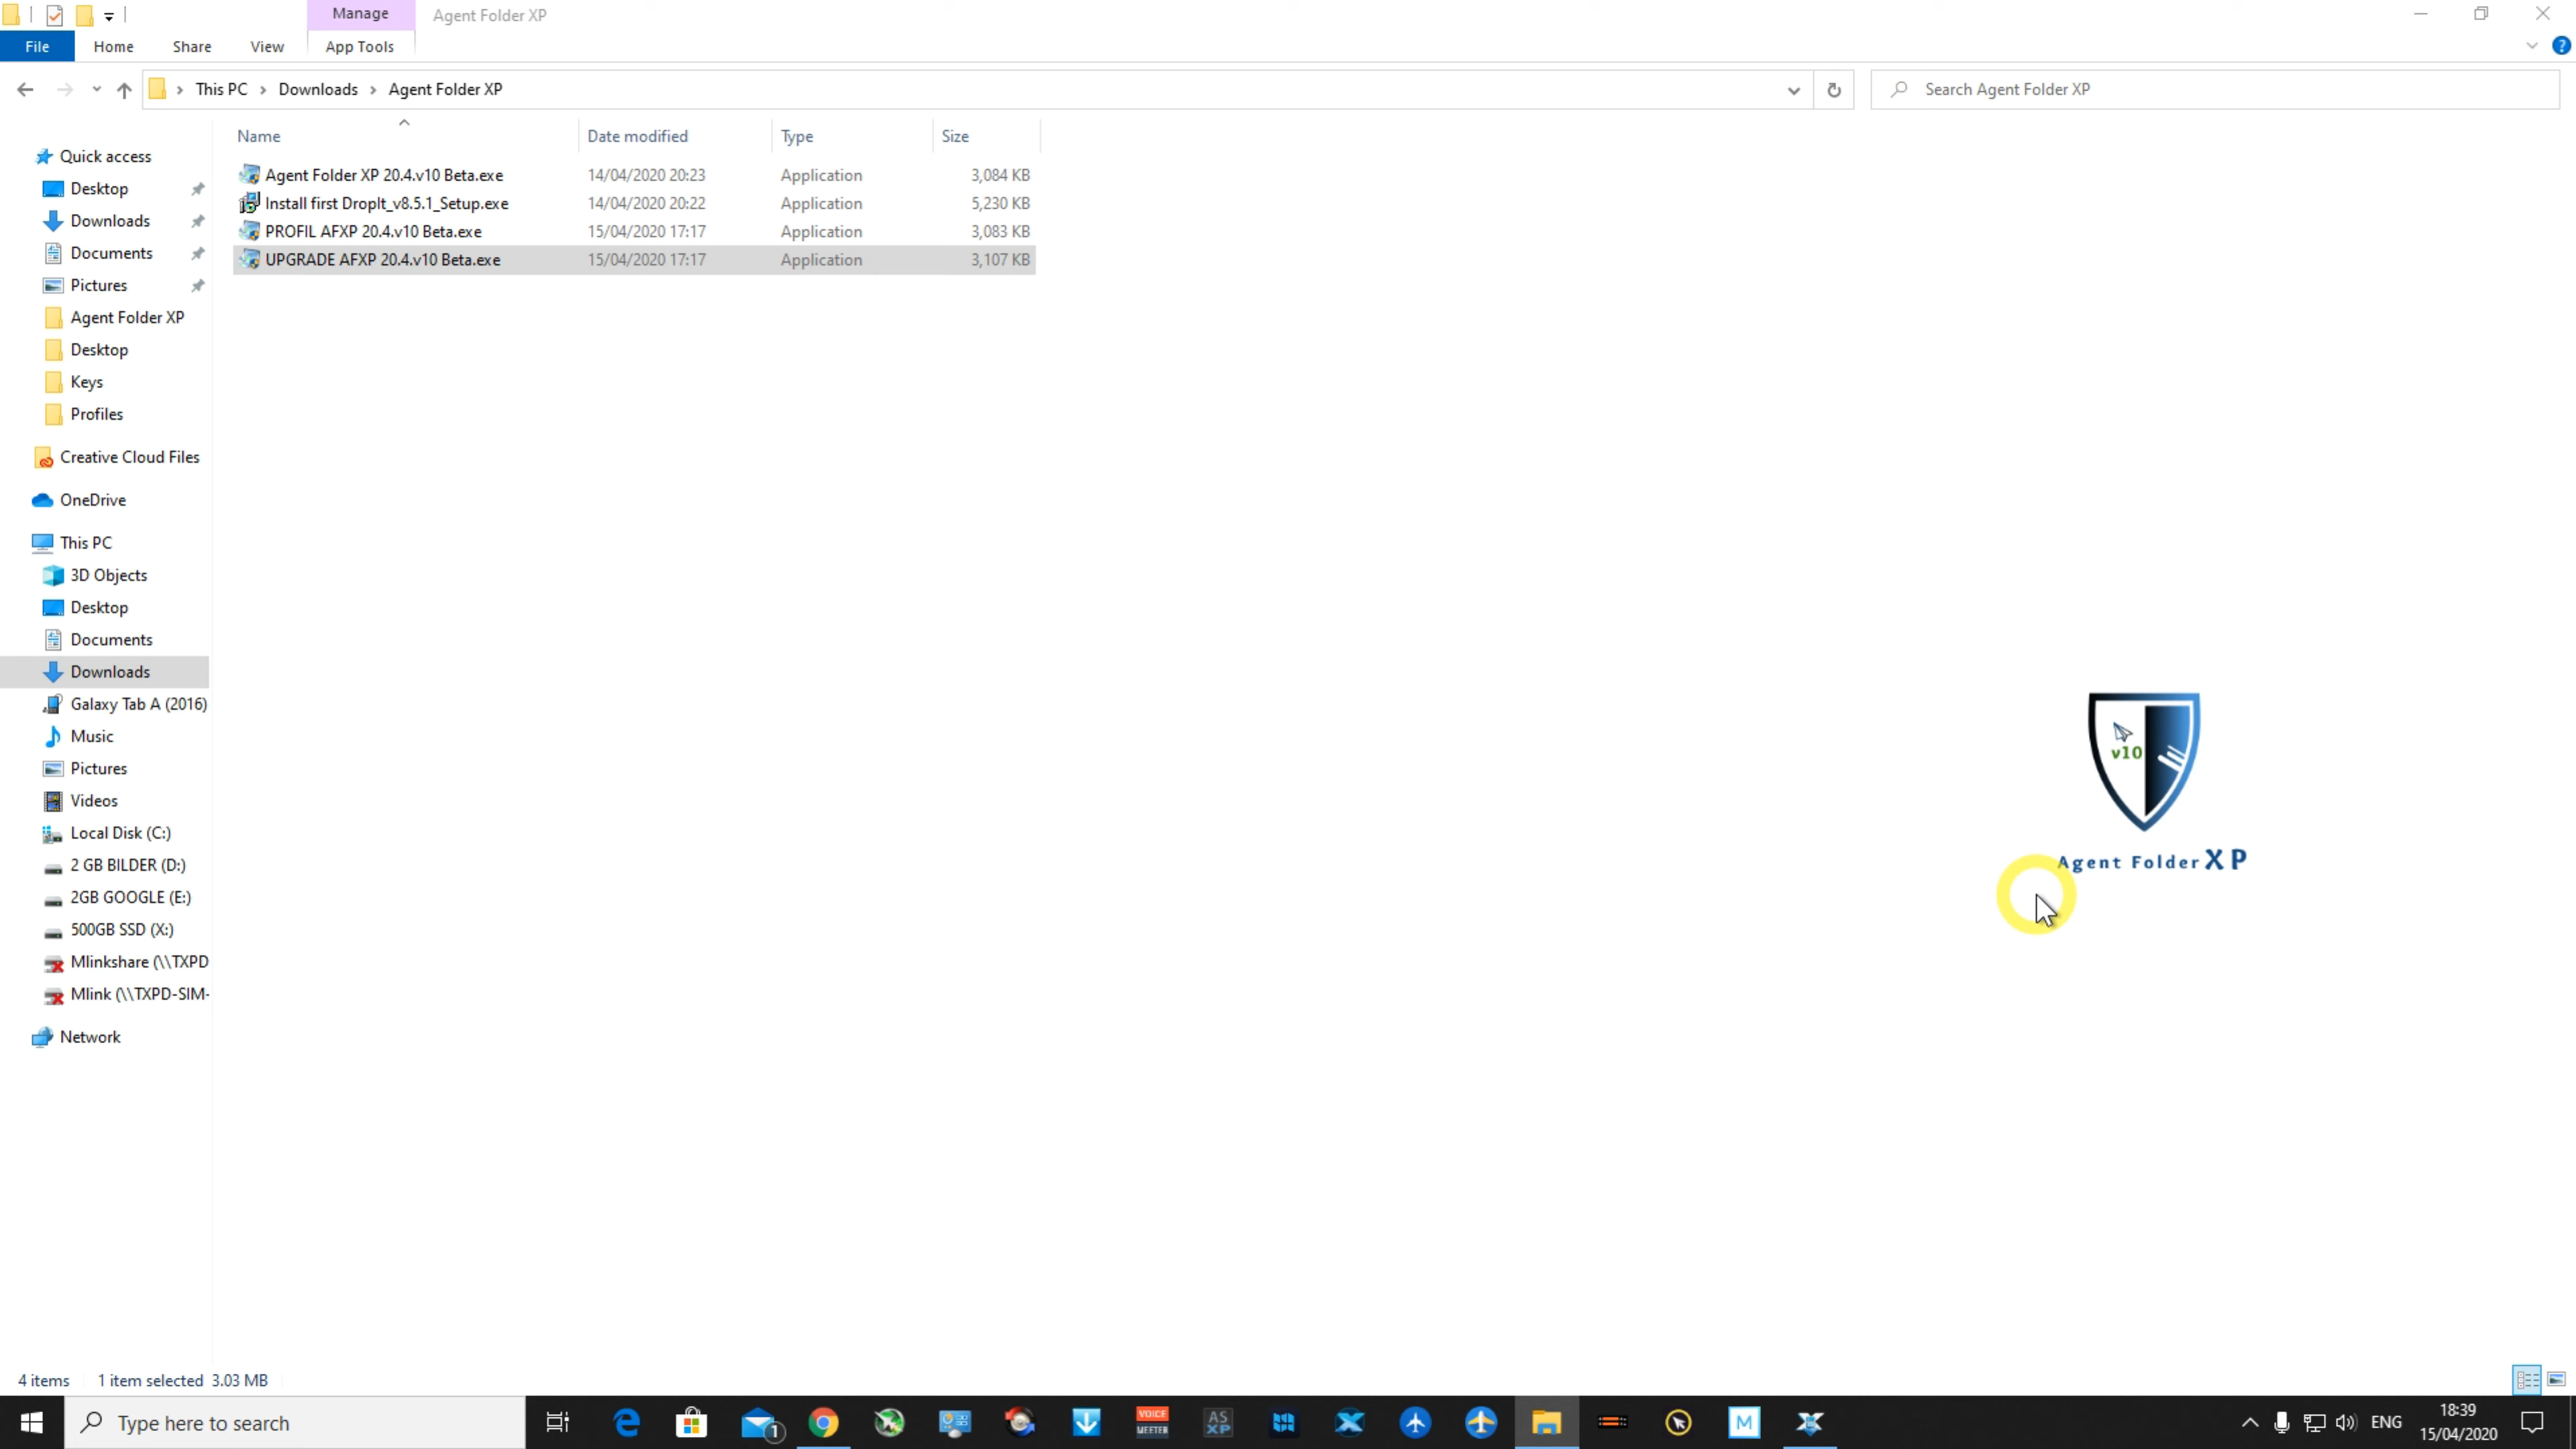 Manage
Agent Folder XP
File
Home
Share
View
App Tools
This PC
Downloads
Agent Folder XP
Search Agent Folder XP
Name
Date modified
Type
Size
Agent Folder XP 20.4.v10 Beta.exe 14/04/2020 20:23 Application 3,084 KB
Install first DropIt_v8.5.1_Setup.exe 14/04/2020 20:22 Application 5,230 KB
PROFIL AFXP 20.4.v10 Beta.exe 15/04/2020 17:17 Application 3,083 KB
UPGRADE AFXP 20.4.v10 Beta.exe 15/04/2020 17:17 Application 3,107 KB
Quick access
Desktop
Downloads
Documents
Pictures
Agent Folder XP
Desktop
Keys
Profiles
Creative Cloud Files
OneDrive
This PC
3D Objects
Desktop
Documents
Downloads
Galaxy Tab A (2016)
Music
Pictures
Videos
Local Disk (C:)
2 GB BILDER (D:)
2GB GOOGLE (E:)
500GB SSD (X:)
Mlinkshare (\\TXPD
Mlink (\\TXPD-SIM-
Network
v10
Agent Folder XP
4 items
1 item selected 3.03 MB
Type here to search
1
VOICE
MEETER
AS
XP
M
ENG
18:39
15/04/2020